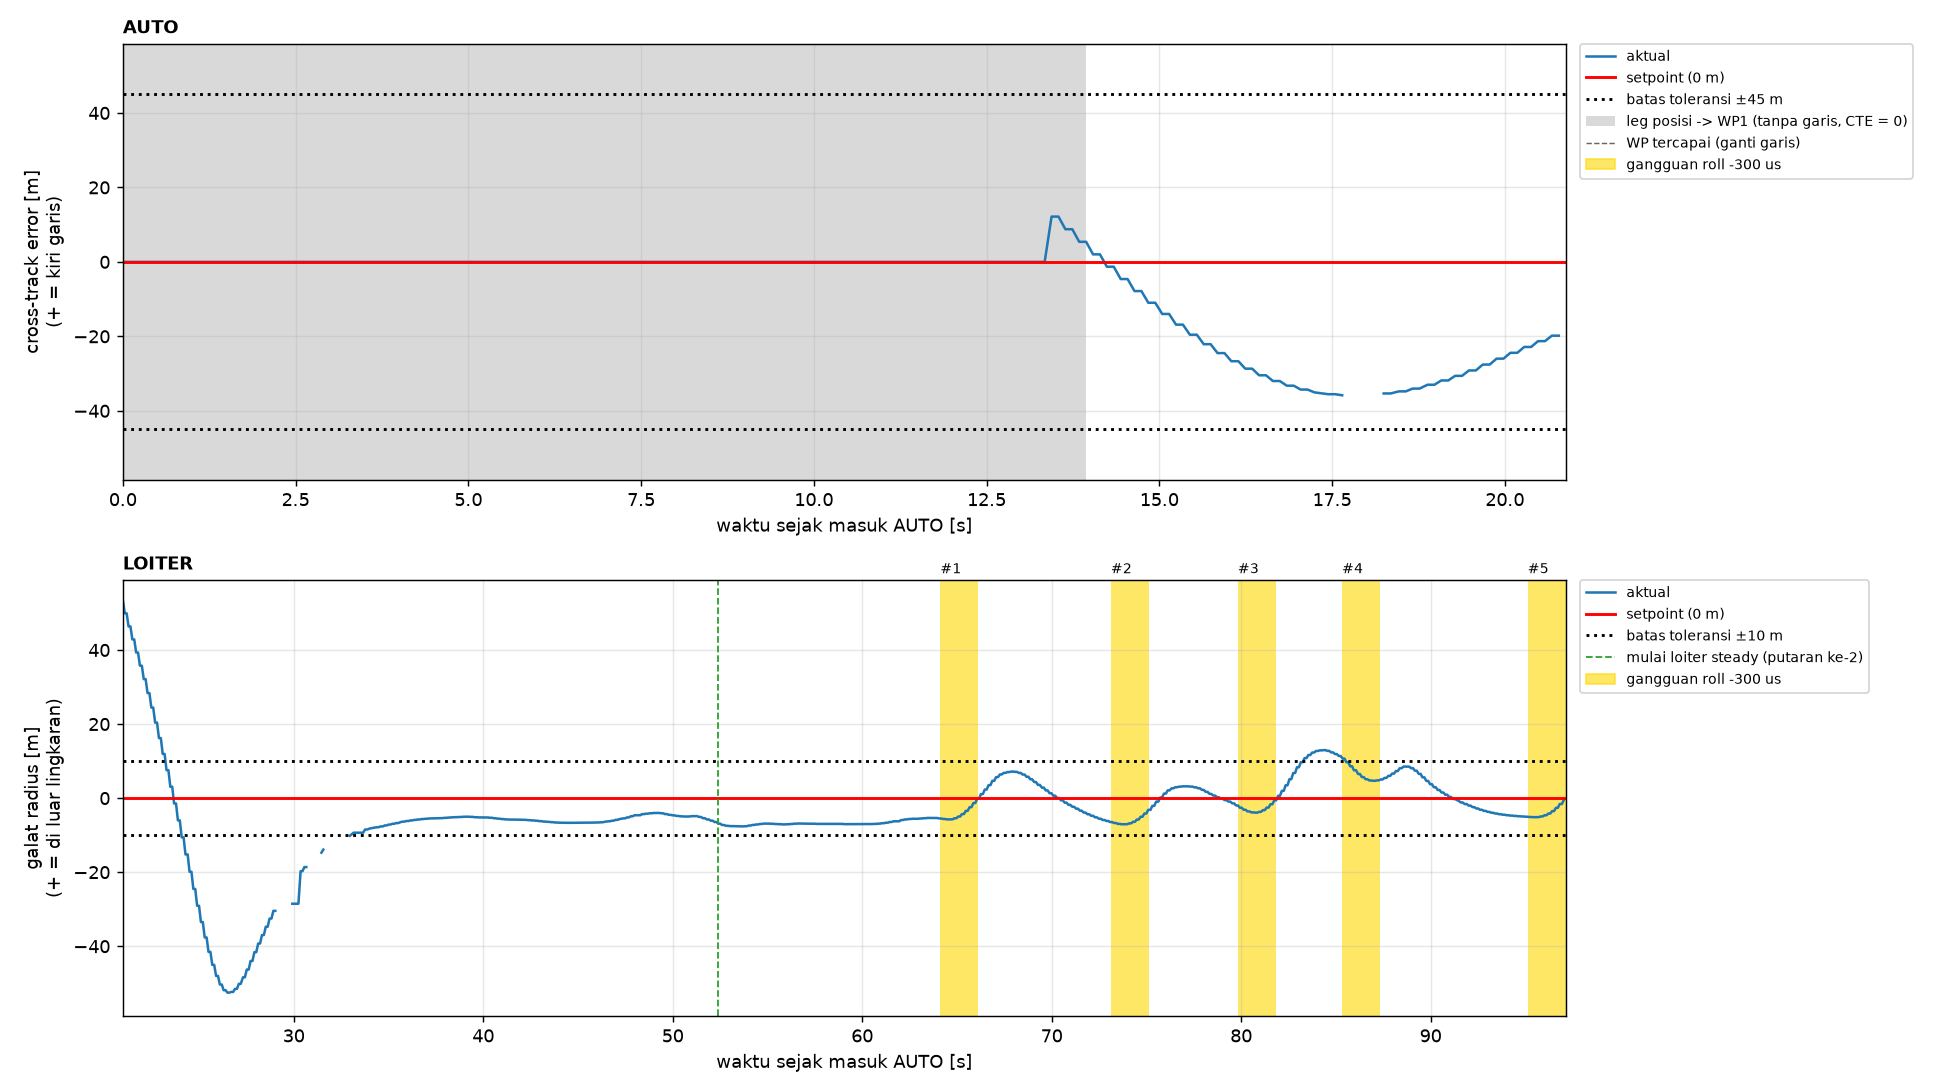 AUTO
40
20
0
−20
−40
cross-track error [m]
(+ = kiri garis)
0.0 2.5 5.0 7.5 10.0 12.5 15.0 17.5 20.0
waktu sejak masuk AUTO [s]
aktual
setpoint (0 m)
batas toleransi ±45 m
leg posisi -> WP1 (tanpa garis, CTE = 0)
WP tercapai (ganti garis)
gangguan roll -300 us
LOITER
#1 #2 #3 #4 #5
40
20
0
−20
−40
galat radius [m]
(+ = di luar lingkaran)
30 40 50 60 70 80 90
waktu sejak masuk AUTO [s]
aktual
setpoint (0 m)
batas toleransi ±10 m
mulai loiter steady (putaran ke-2)
gangguan roll -300 us